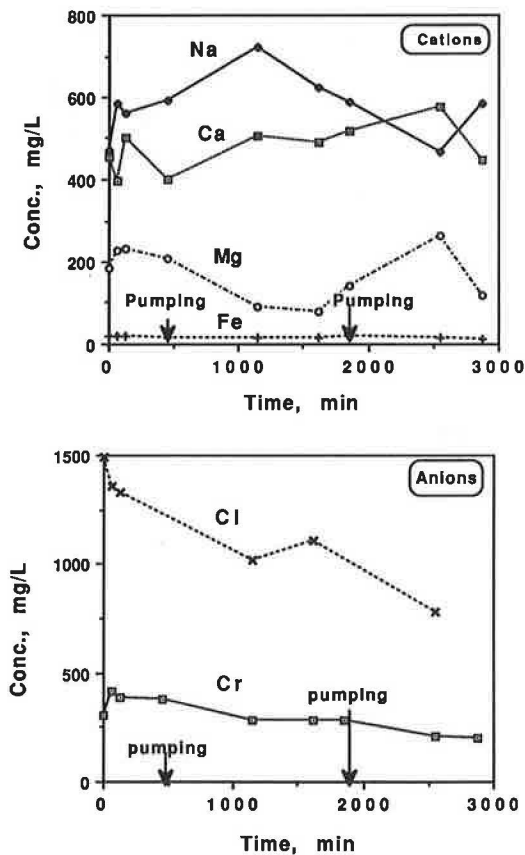 800
Na
Cations
600
Ca
400
Conc., mg/L
Mg
200
Pumping
Pumping
Fe
0
0
1000
2000
3000
Time, min
1500
Anions
Cl
1000
Conc., mg/L
500
Cr
pumping
pumping
0
0
1000
2000
3000
Time, min